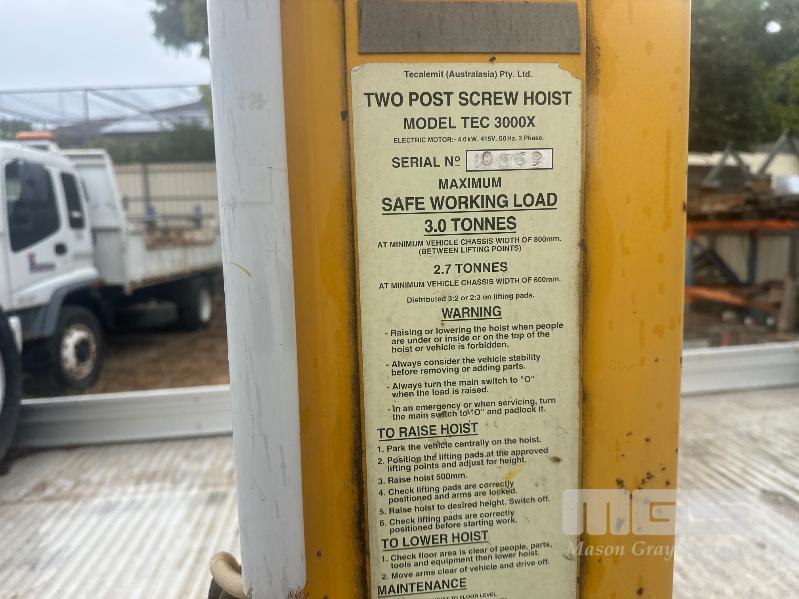 Tecalemit (Australasia) Pty. Ltd.
TWO POST SCREW HOIST
MODEL TEC 3000X
ELECTRIC MOTOR:- 4.0 kW, 415V, 50 Hz, 3 Phase.
SERIAL Nº
MAXIMUM
SAFE WORKING LOAD
3.0 TONNES
AT MINIMUM VEHICLE CHASSIS WIDTH OF 800mm.
(BETWEEN LIFTING POINTS)
2.7 TONNES
AT MINIMUM VEHICLE CHASSIS WIDTH OF 600mm.
Distributed 3:2 or 2:3 on lifting pads.
WARNING
- Raising or lowering the hoist when people
are under or inside or on the top of the
hoist or vehicle is forbidden.
- Always consider the vehicle stability
before removing or adding parts.
- Always turn the main switch to "O"
when the load is raised.
- In an emergency or when servicing, turn
the main switch to "O" and padlock it.
TO RAISE HOIST
1. Park the vehicle centrally on the hoist.
2. Position the lifting pads at the approved
lifting points and adjust for height.
3. Raise hoist 500mm.
4. Check lifting pads are correctly
positioned and arms are locked.
5. Raise hoist to desired height. Switch off.
6. Check lifting pads are correctly
positioned before starting work.
TO LOWER HOIST
1. Check floor area is clear of people, parts,
tools and equipment then lower hoist.
2. Move arms clear of vehicle and drive off.
MAINTENANCE
TO FLOOR LEVEL
Mason Gray